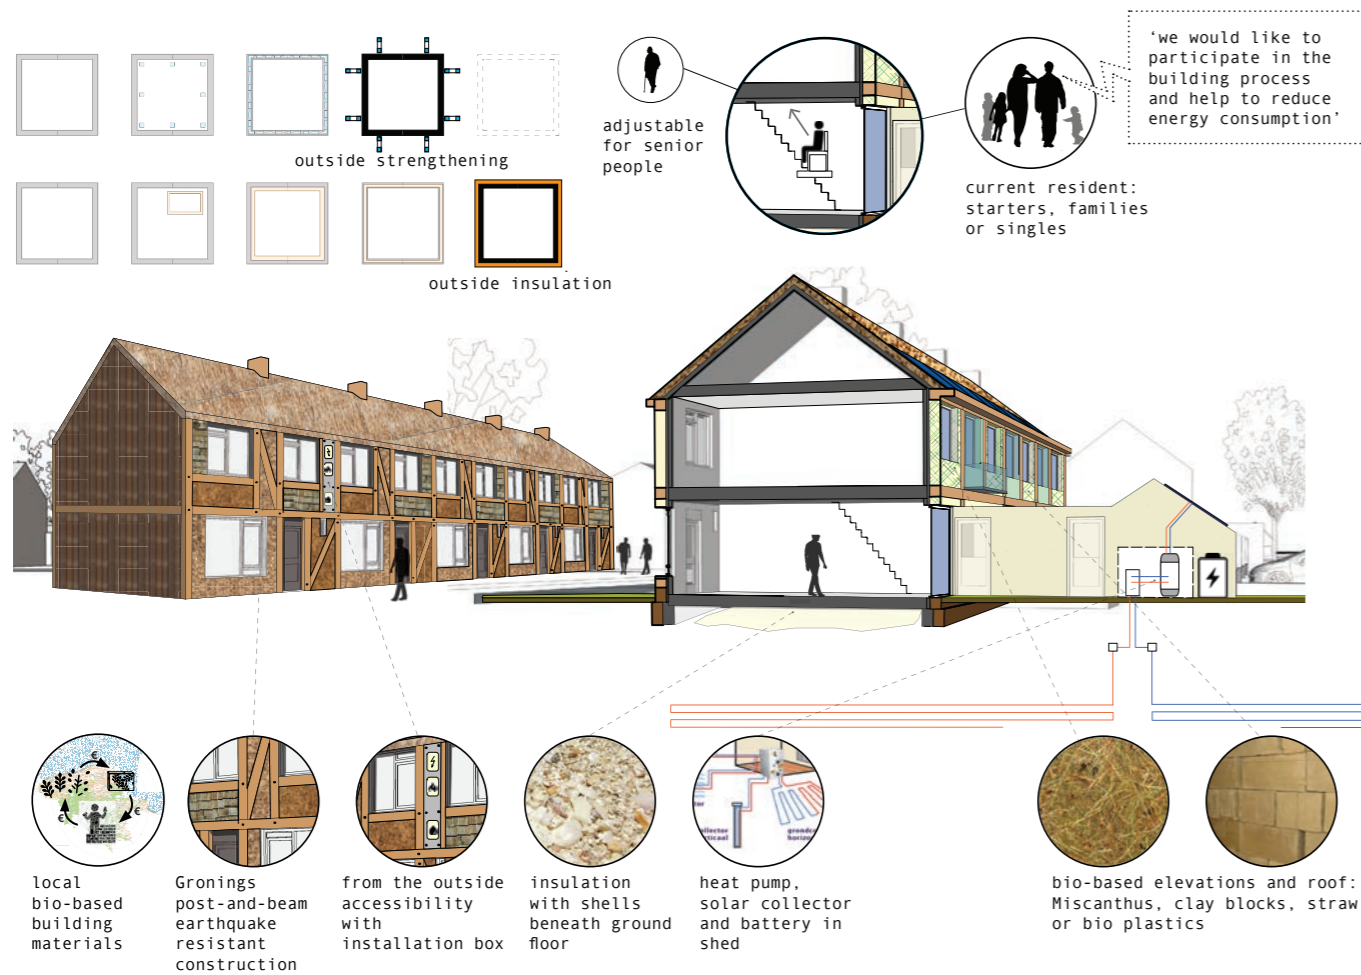 outside strengthening
outside insulation
adjustable
for senior
people
current resident:
starters, families
or singles
‘we would like to
participate in the
building process
and help to reduce
energy consumption’
€
€
€
local
bio-based
building
materials
Gronings
post-and-beam
earthquake
resistant
construction
from the outside
accessibility
with
installation box
insulation
with shells
beneath ground
floor
heat pump,
solar collector
and battery in
shed
bio-based elevations and roof:
Miscanthus, clay blocks, straw
or bio plastics